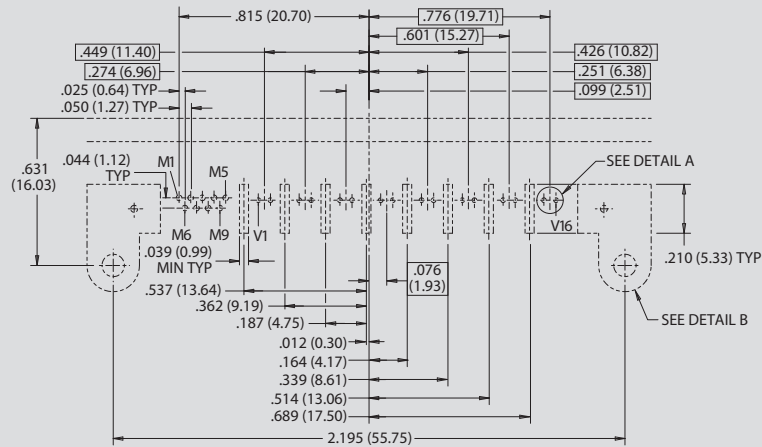 .815 (20.70)
.776 (19.71)
.601 (15.27)
.449 (11.40)
.426 (10.82)
.274 (6.96)
.251 (6.38)
.025 (0.64) TYP
.099 (2.51)
.050 (1.27) TYP
.631
(16.03)
.044 (1.12)
TYP
M1
M5
SEE DETAIL A
M6
M9
V1
V16
.039 (0.99)
MIN TYP
.076
(1.93)
.210 (5.33) TYP
.537 (13.64)
.362 (9.19)
.187 (4.75)
SEE DETAIL B
.012 (0.30)
.164 (4.17)
.339 (8.61)
.514 (13.06)
.689 (17.50)
2.195 (55.75)